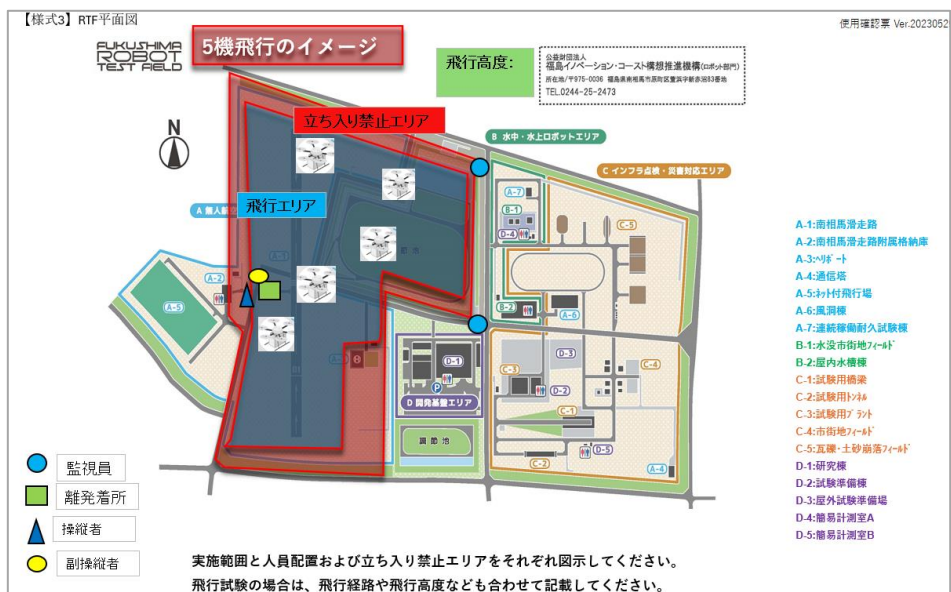 【様式3】RTF平面図
使用確認票 Ver.2023052
FUKUSHIMA
ROBOT
TEST FIELD
5機飛行のイメージ
飛行高度:
公益財団法人
福島イノベーション・コースト構想推進機構(ロボット部門)
所在地/〒975-0036 福島県南相馬市原町区萱浜字新赤沼83番地
TEL.0244-25-2473
N
立ち入り禁止エリア
B 水中・水上ロボットエリア
C インフラ点検・災害対応エリア
A-7
B-1
C-5
D-4
飛行エリア
A-1
A-2
A-5
B-2
A-6
D-1
D-3
C-4
C-3
D-2
P
D 開発基盤エリア
C-1
調節池
D-5
C-2
A-4
A-1:南相馬滑走路
A-2:南相馬滑走路附属格納庫
A-3:ヘリポート
A-4:通信塔
A-5:ネット付飛行場
A-6:風洞棟
A-7:連続稼働耐久試験棟
B-1:水没市街地フィールド
B-2:屋内水槽棟
C-1:試験用橋梁
C-2:試験用トンネル
C-3:試験用プラント
C-4:市街地フィールド
C-5:瓦礫・土砂崩落フィールド
D-1:研究棟
D-2:試験準備棟
D-3:屋外試験準備場
D-4:簡易計測室A
D-5:簡易計測室B
監視員
離発着所
操縦者
副操縦者
実施範囲と人員配置および立ち入り禁止エリアをそれぞれ図示してください。
飛行試験の場合は、飛行経路や飛行高度なども合わせて記載してください。